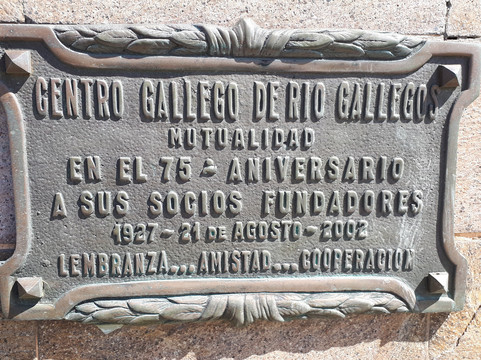 CENTRO GALLEGO DE RIO GALLEGOS
MUTUALIDAD
EN EL 75º ANIVERSARIO
A SUS SOCIOS FUNDADORES
1927 - 21 DE AGOSTO - 2002
LEMBRANZA... AMISTAD... COOPERACION